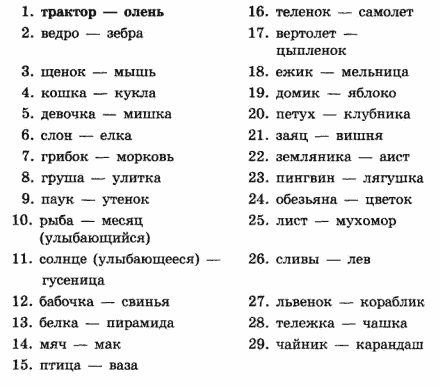 1. трактор — олень
2. ведро — зебра
3. щенок — мышь
4. кошка — кукла
5. девочка — мишка
6. слон — елка
7. грибок — морковь
8. груша — улитка
9. паук — утенок
10. рыба — месяц
(улыбающийся)
11. солнце (улыбающееся) —
гусеница
12. бабочка — свинья
13. белка — пирамида
14. мяч — мак
15. птица — ваза
16. теленок — самолет
17. вертолет —
цыпленок
18. ежик — мельница
19. домик — яблоко
20. петух — клубника
21. заяц — вишня
22. земляника — аист
23. пингвин — лягушка
24. обезьяна — цветок
25. лист — мухомор
26. сливы — лев
27. львенок — кораблик
28. тележка — чашка
29. чайник — карандаш